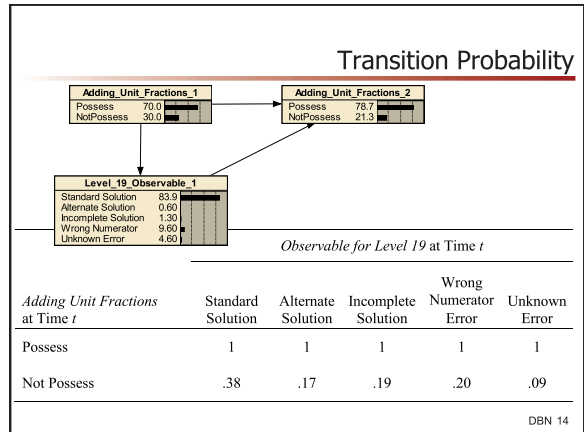 Transition Probability
Adding_Unit_Fractions_1
Possess 70.0
NotPossess 30.0
Adding_Unit_Fractions_2
Possess 78.7
NotPossess 21.3
Level_19_Observable_1
Standard Solution 83.9
Alternate Solution 0.60
Incomplete Solution 1.30
Wrong Numerator 9.60
Unknown Error 4.60
Observable for Level 19 at Time t
Adding Unit Fractions
at Time t
Standard
Solution
Alternate
Solution
Incomplete
Solution
Wrong
Numerator
Error
Unknown
Error
Possess 1 1 1 1 1
Not Possess .38 .17 .19 .20 .09
DBN 14